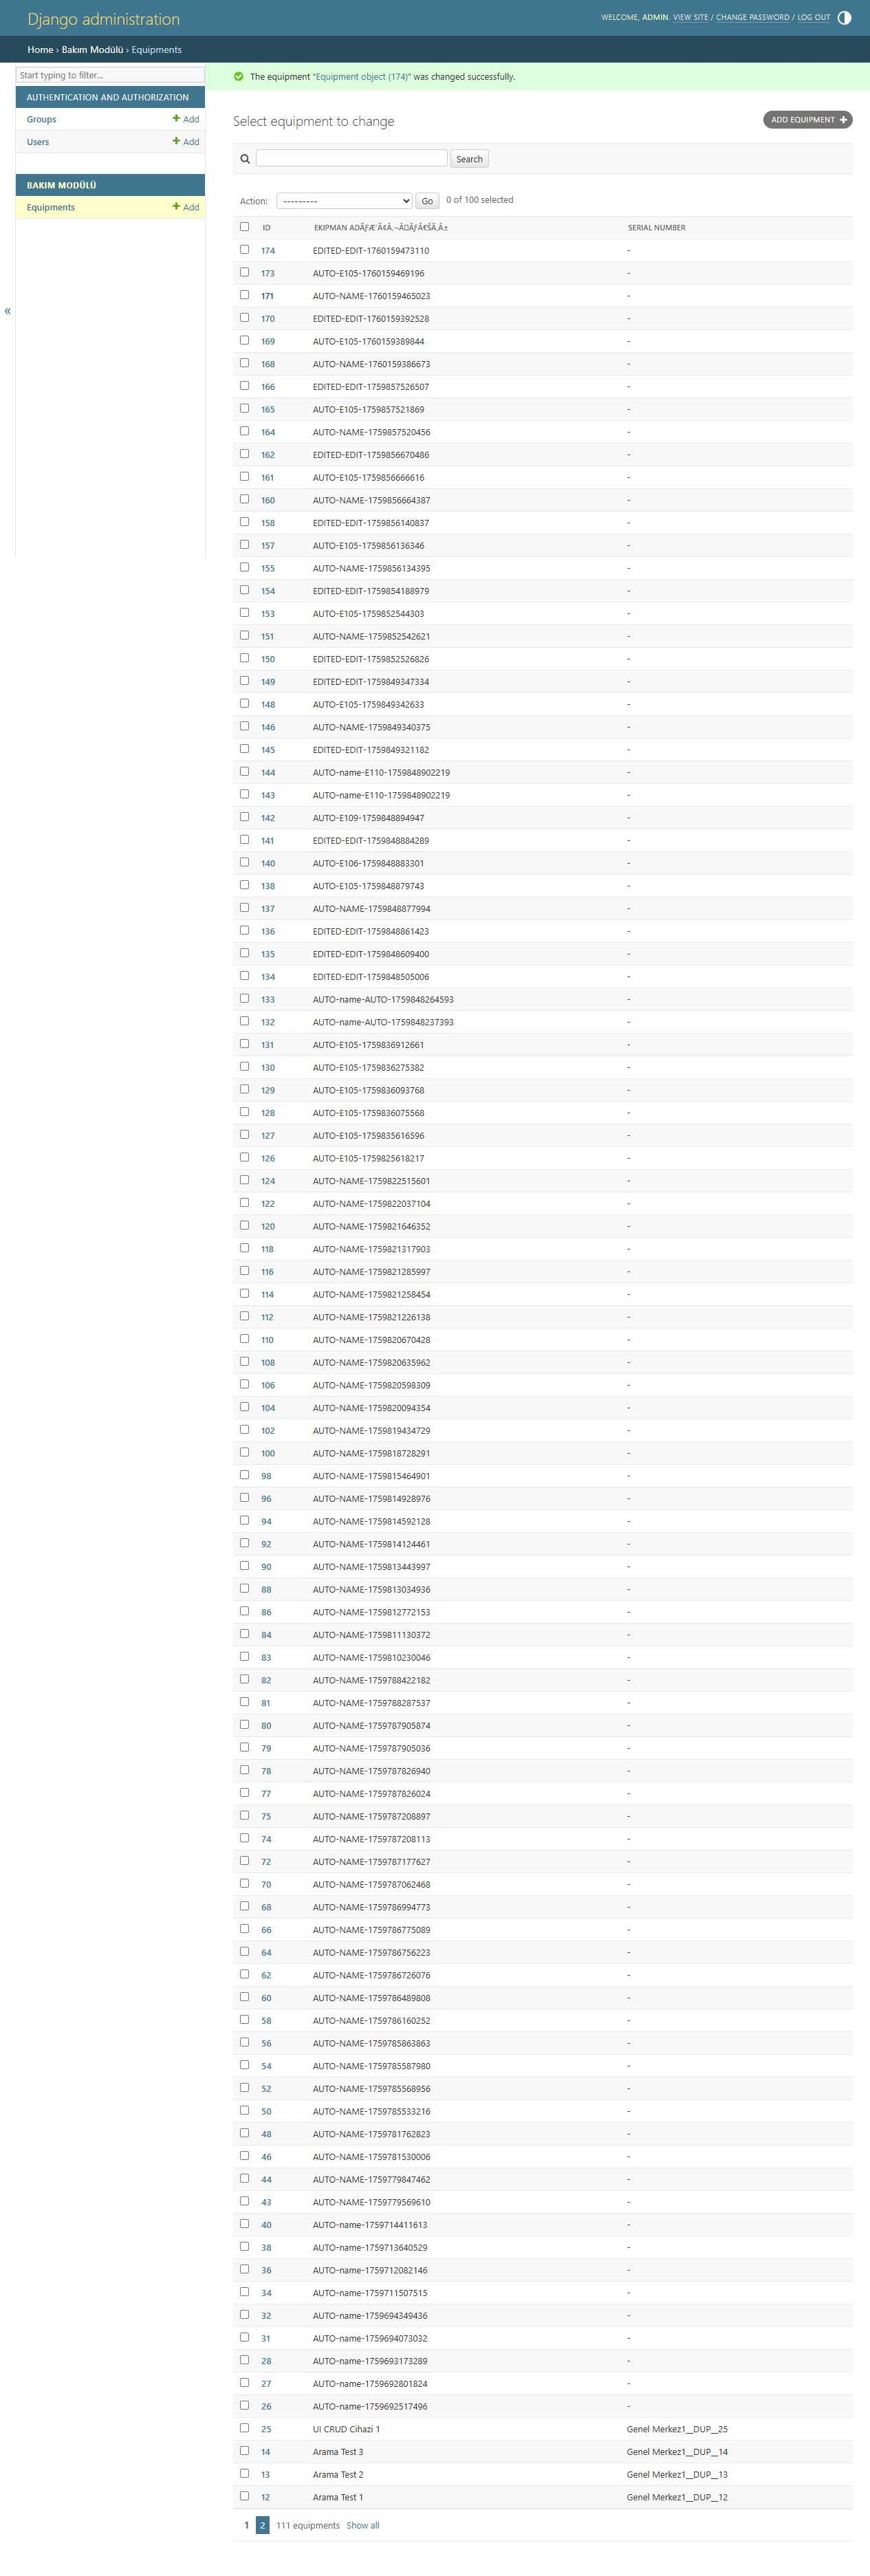 Django administration
WELCOME, ADMIN. VIEW SITE / CHANGE PASSWORD / LOG OUT
Home › Bakım Modülü › Equipments
Start typing to filter...
AUTHENTICATION AND AUTHORIZATION
Groups + Add
Users + Add
BAKIM MODÜLÜ
Equipments + Add
«
The equipment “Equipment object (174)” was changed successfully.
Select equipment to change
ADD EQUIPMENT +
Search
Action: --------- Go 0 of 100 selected
ID EKIPMAN SERIAL NUMBER
174 EDITED-EDIT-1760159473110 -
173 AUTO-E105-1760159469196 -
171 AUTO-NAME-1760159465023 -
170 EDITED-EDIT-1760159392528 -
169 AUTO-E105-1760159389844 -
168 AUTO-NAME-1760159386673 -
166 EDITED-EDIT-1759857526507 -
165 AUTO-E105-1759857521869 -
164 AUTO-NAME-1759857520456 -
162 EDITED-EDIT-1759856670486 -
161 AUTO-E105-1759856666616 -
160 AUTO-NAME-1759856664387 -
158 EDITED-EDIT-1759856140837 -
157 AUTO-E105-1759856136346 -
155 AUTO-NAME-1759856134395 -
154 EDITED-EDIT-1759854188979 -
153 AUTO-E105-1759852544303 -
151 AUTO-NAME-1759852542621 -
150 EDITED-EDIT-1759852526826 -
149 EDITED-EDIT-1759849347334 -
148 AUTO-E105-1759849342633 -
146 AUTO-NAME-1759849340375 -
145 EDITED-EDIT-1759849321182 -
144 AUTO-name-E110-1759848902219 -
143 AUTO-name-E110-1759848902219 -
142 AUTO-E109-1759848894947 -
141 EDITED-EDIT-1759848884289 -
140 AUTO-E106-1759848883301 -
138 AUTO-E105-1759848879743 -
137 AUTO-NAME-1759848877994 -
136 EDITED-EDIT-1759848861423 -
135 EDITED-EDIT-1759848609400 -
134 EDITED-EDIT-1759848505006 -
133 AUTO-name-AUTO-1759848264593 -
132 AUTO-name-AUTO-1759848237393 -
131 AUTO-E105-1759836912661 -
130 AUTO-E105-1759836275382 -
129 AUTO-E105-1759836093768 -
128 AUTO-E105-1759836075568 -
127 AUTO-E105-1759835616596 -
126 AUTO-E105-1759825618217 -
124 AUTO-NAME-1759822515601 -
122 AUTO-NAME-1759822037104 -
120 AUTO-NAME-1759821646352 -
118 AUTO-NAME-1759821317903 -
116 AUTO-NAME-1759821285997 -
114 AUTO-NAME-1759821258454 -
112 AUTO-NAME-1759821226138 -
110 AUTO-NAME-1759820670428 -
108 AUTO-NAME-1759820635962 -
106 AUTO-NAME-1759820598309 -
104 AUTO-NAME-1759820094354 -
102 AUTO-NAME-1759819434729 -
100 AUTO-NAME-1759818728291 -
98 AUTO-NAME-1759815464901 -
96 AUTO-NAME-1759814928976 -
94 AUTO-NAME-1759814592128 -
92 AUTO-NAME-1759814124461 -
90 AUTO-NAME-1759813443997 -
88 AUTO-NAME-1759813034936 -
86 AUTO-NAME-1759812772153 -
84 AUTO-NAME-1759811130372 -
83 AUTO-NAME-1759810230046 -
82 AUTO-NAME-1759788422182 -
81 AUTO-NAME-1759788287537 -
80 AUTO-NAME-1759787905874 -
79 AUTO-NAME-1759787905036 -
78 AUTO-NAME-1759787826940 -
77 AUTO-NAME-1759787826024 -
75 AUTO-NAME-1759787208897 -
74 AUTO-NAME-1759787208113 -
72 AUTO-NAME-1759787177627 -
70 AUTO-NAME-1759787062468 -
68 AUTO-NAME-1759786994773 -
66 AUTO-NAME-1759786775089 -
64 AUTO-NAME-1759786756223 -
62 AUTO-NAME-1759786726076 -
60 AUTO-NAME-1759786489808 -
58 AUTO-NAME-1759786160252 -
56 AUTO-NAME-1759785863863 -
54 AUTO-NAME-1759785587980 -
52 AUTO-NAME-1759785568956 -
50 AUTO-NAME-1759785533216 -
48 AUTO-NAME-1759781762823 -
46 AUTO-NAME-1759781530006 -
44 AUTO-NAME-1759779847462 -
43 AUTO-NAME-1759779569610 -
40 AUTO-name-1759714411613 -
38 AUTO-name-1759713640529 -
36 AUTO-name-1759712082146 -
34 AUTO-name-1759711507515 -
32 AUTO-name-1759694349436 -
31 AUTO-name-1759694073032 -
28 AUTO-name-1759693173289 -
27 AUTO-name-1759692801824 -
26 AUTO-name-1759692517496 -
25 UI CRUD Cihazi 1 Genel Merkez1__DUP__25
14 Arama Test 3 Genel Merkez1__DUP__14
13 Arama Test 2 Genel Merkez1__DUP__13
12 Arama Test 1 Genel Merkez1__DUP__12
1 2 111 equipments Show all